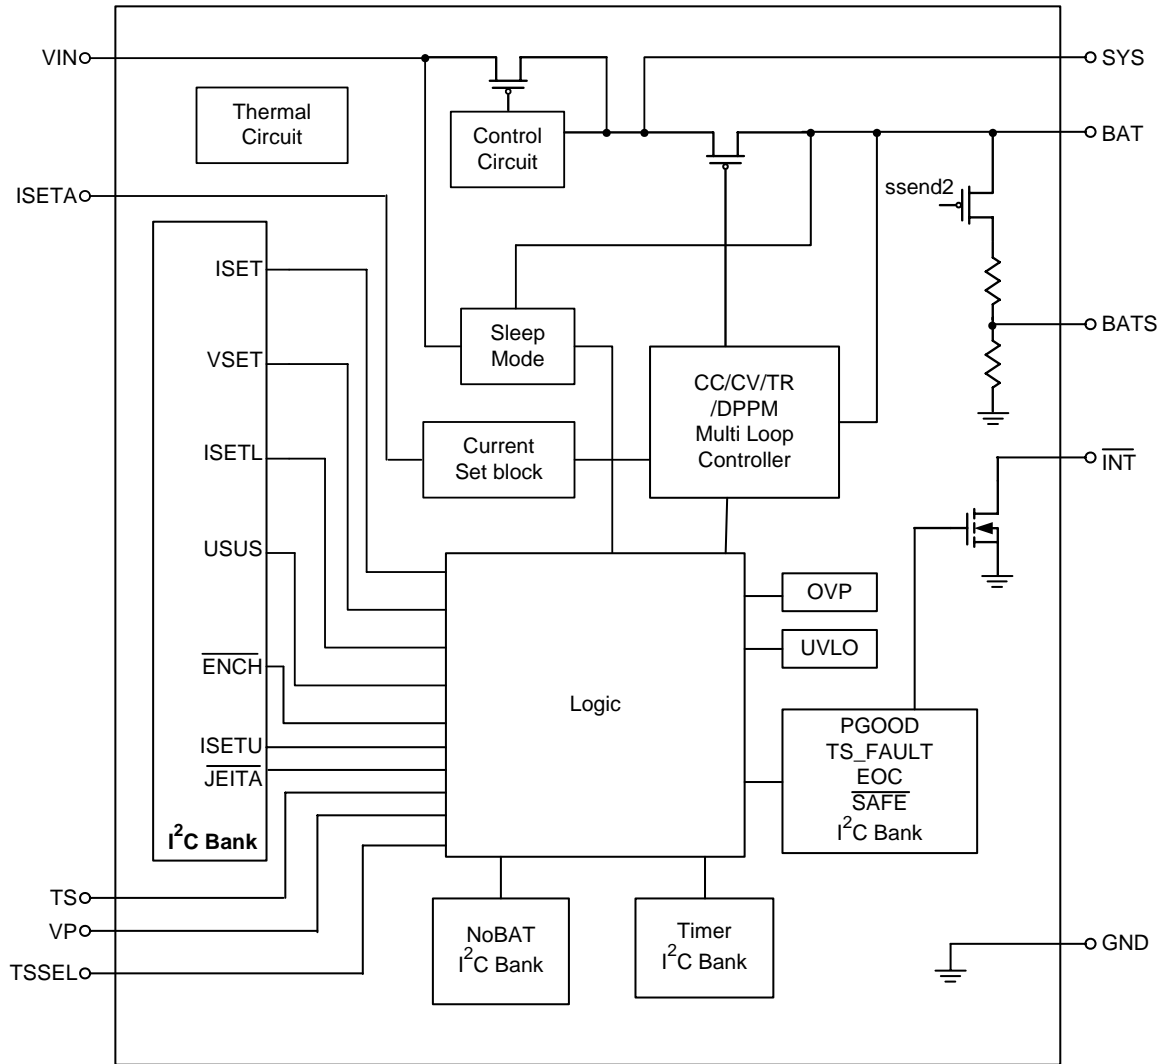 VIN
SYS
Thermal
Circuit
Control
Circuit
BAT
ISETA
ssend2
ISET
Sleep
Mode
BATS
VSET
CC/CV/TR
/DPPM
Multi Loop
Controller
Current
Set block
ISETL
INT
USUS
OVP
UVLO
ENCH
Logic
PGOOD
TS_FAULT
EOC
SAFE
I²C Bank
ISETU
JEITA
I²C Bank
TS
VP
TSSEL
NoBAT
I²C Bank
Timer
I²C Bank
GND